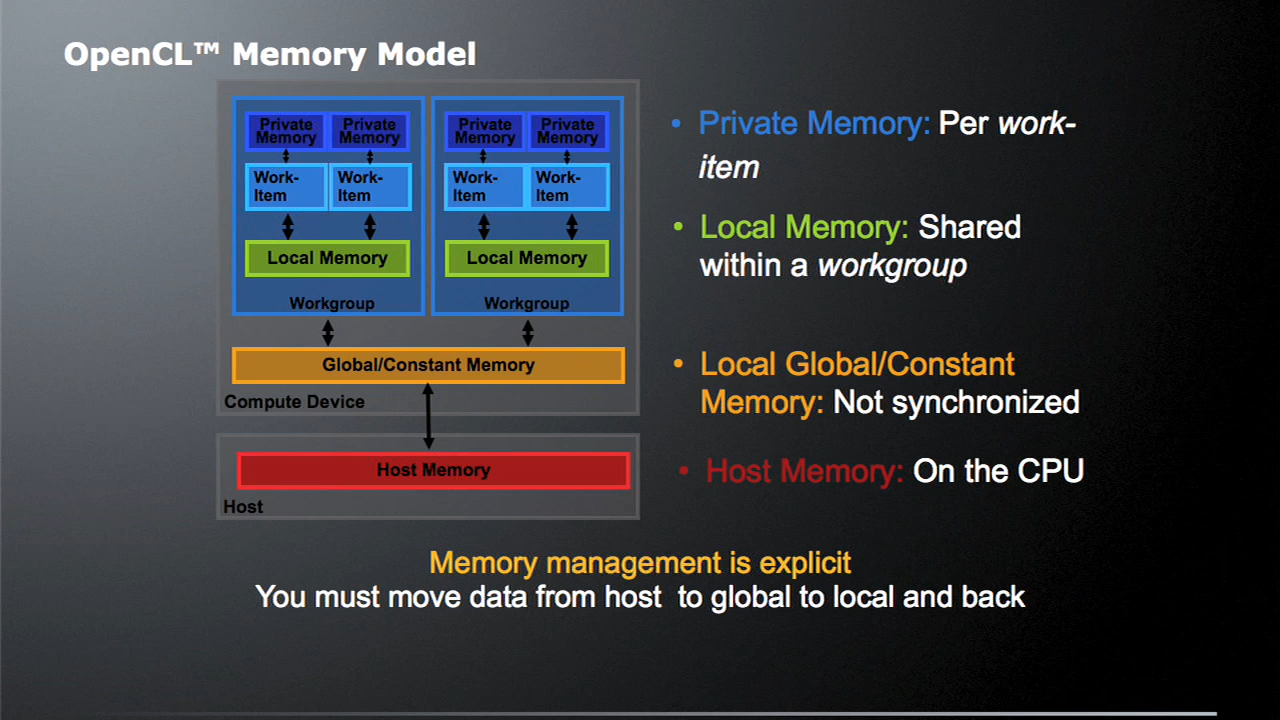 OpenCL™ Memory Model
Private Private Private Private
Memory Memory Memory Memory
Work- Work- Work- Work-
Item Item Item Item
Local Memory Local Memory
Workgroup Workgroup
Global/Constant Memory
Compute Device
Host Memory
Host
• Private Memory: Per work-
item
• Local Memory: Shared
within a workgroup
• Local Global/Constant
Memory: Not synchronized
• Host Memory: On the CPU
Memory management is explicit
You must move data from host to global to local and back